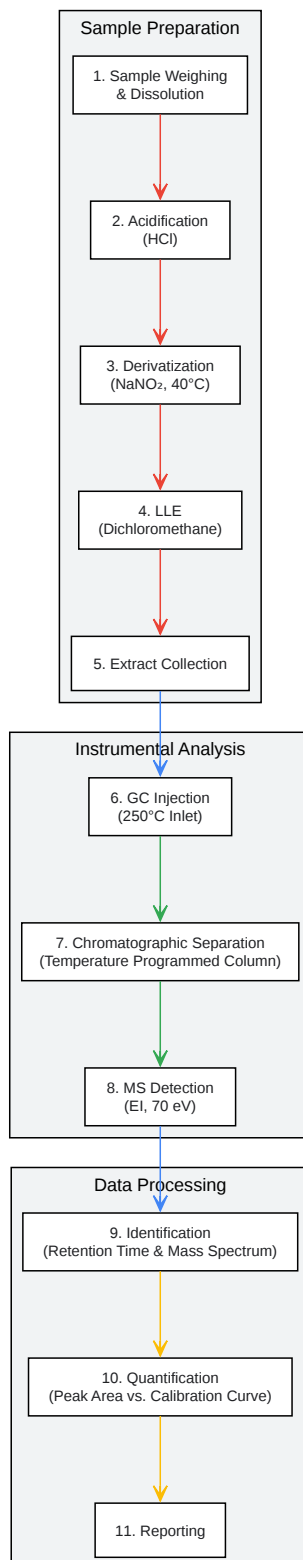 Sample Preparation
1. Sample Weighing
& Dissolution
2. Acidification
(HCl)
3. Derivatization
(NaNO₂, 40°C)
4. LLE
(Dichloromethane)
5. Extract Collection
Instrumental Analysis
6. GC Injection
(250°C Inlet)
7. Chromatographic Separation
(Temperature Programmed Column)
8. MS Detection
(EI, 70 eV)
Data Processing
9. Identification
(Retention Time & Mass Spectrum)
10. Quantification
(Peak Area vs. Calibration Curve)
11. Reporting